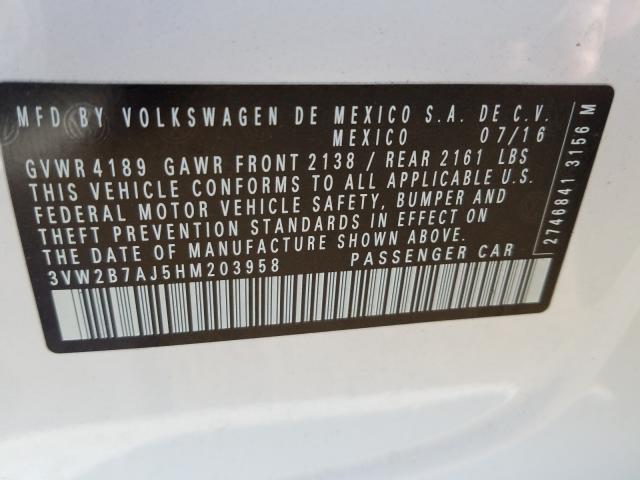 MFD BY VOLKSWAGEN DE MEXICO S.A. DE C.V.
MEXICO 07/16
GVWR 4189 GAWR FRONT 2138 / REAR 2161 LBS
THIS VEHICLE CONFORMS TO ALL APPLICABLE U.S.
FEDERAL MOTOR VEHICLE SAFETY, BUMPER AND
THEFT PREVENTION STANDARDS IN EFFECT ON
THE DATE OF MANUFACTURE SHOWN ABOVE.
3VW2B7AJ5HM203958 PASSENGER CAR
2746841 3156 M